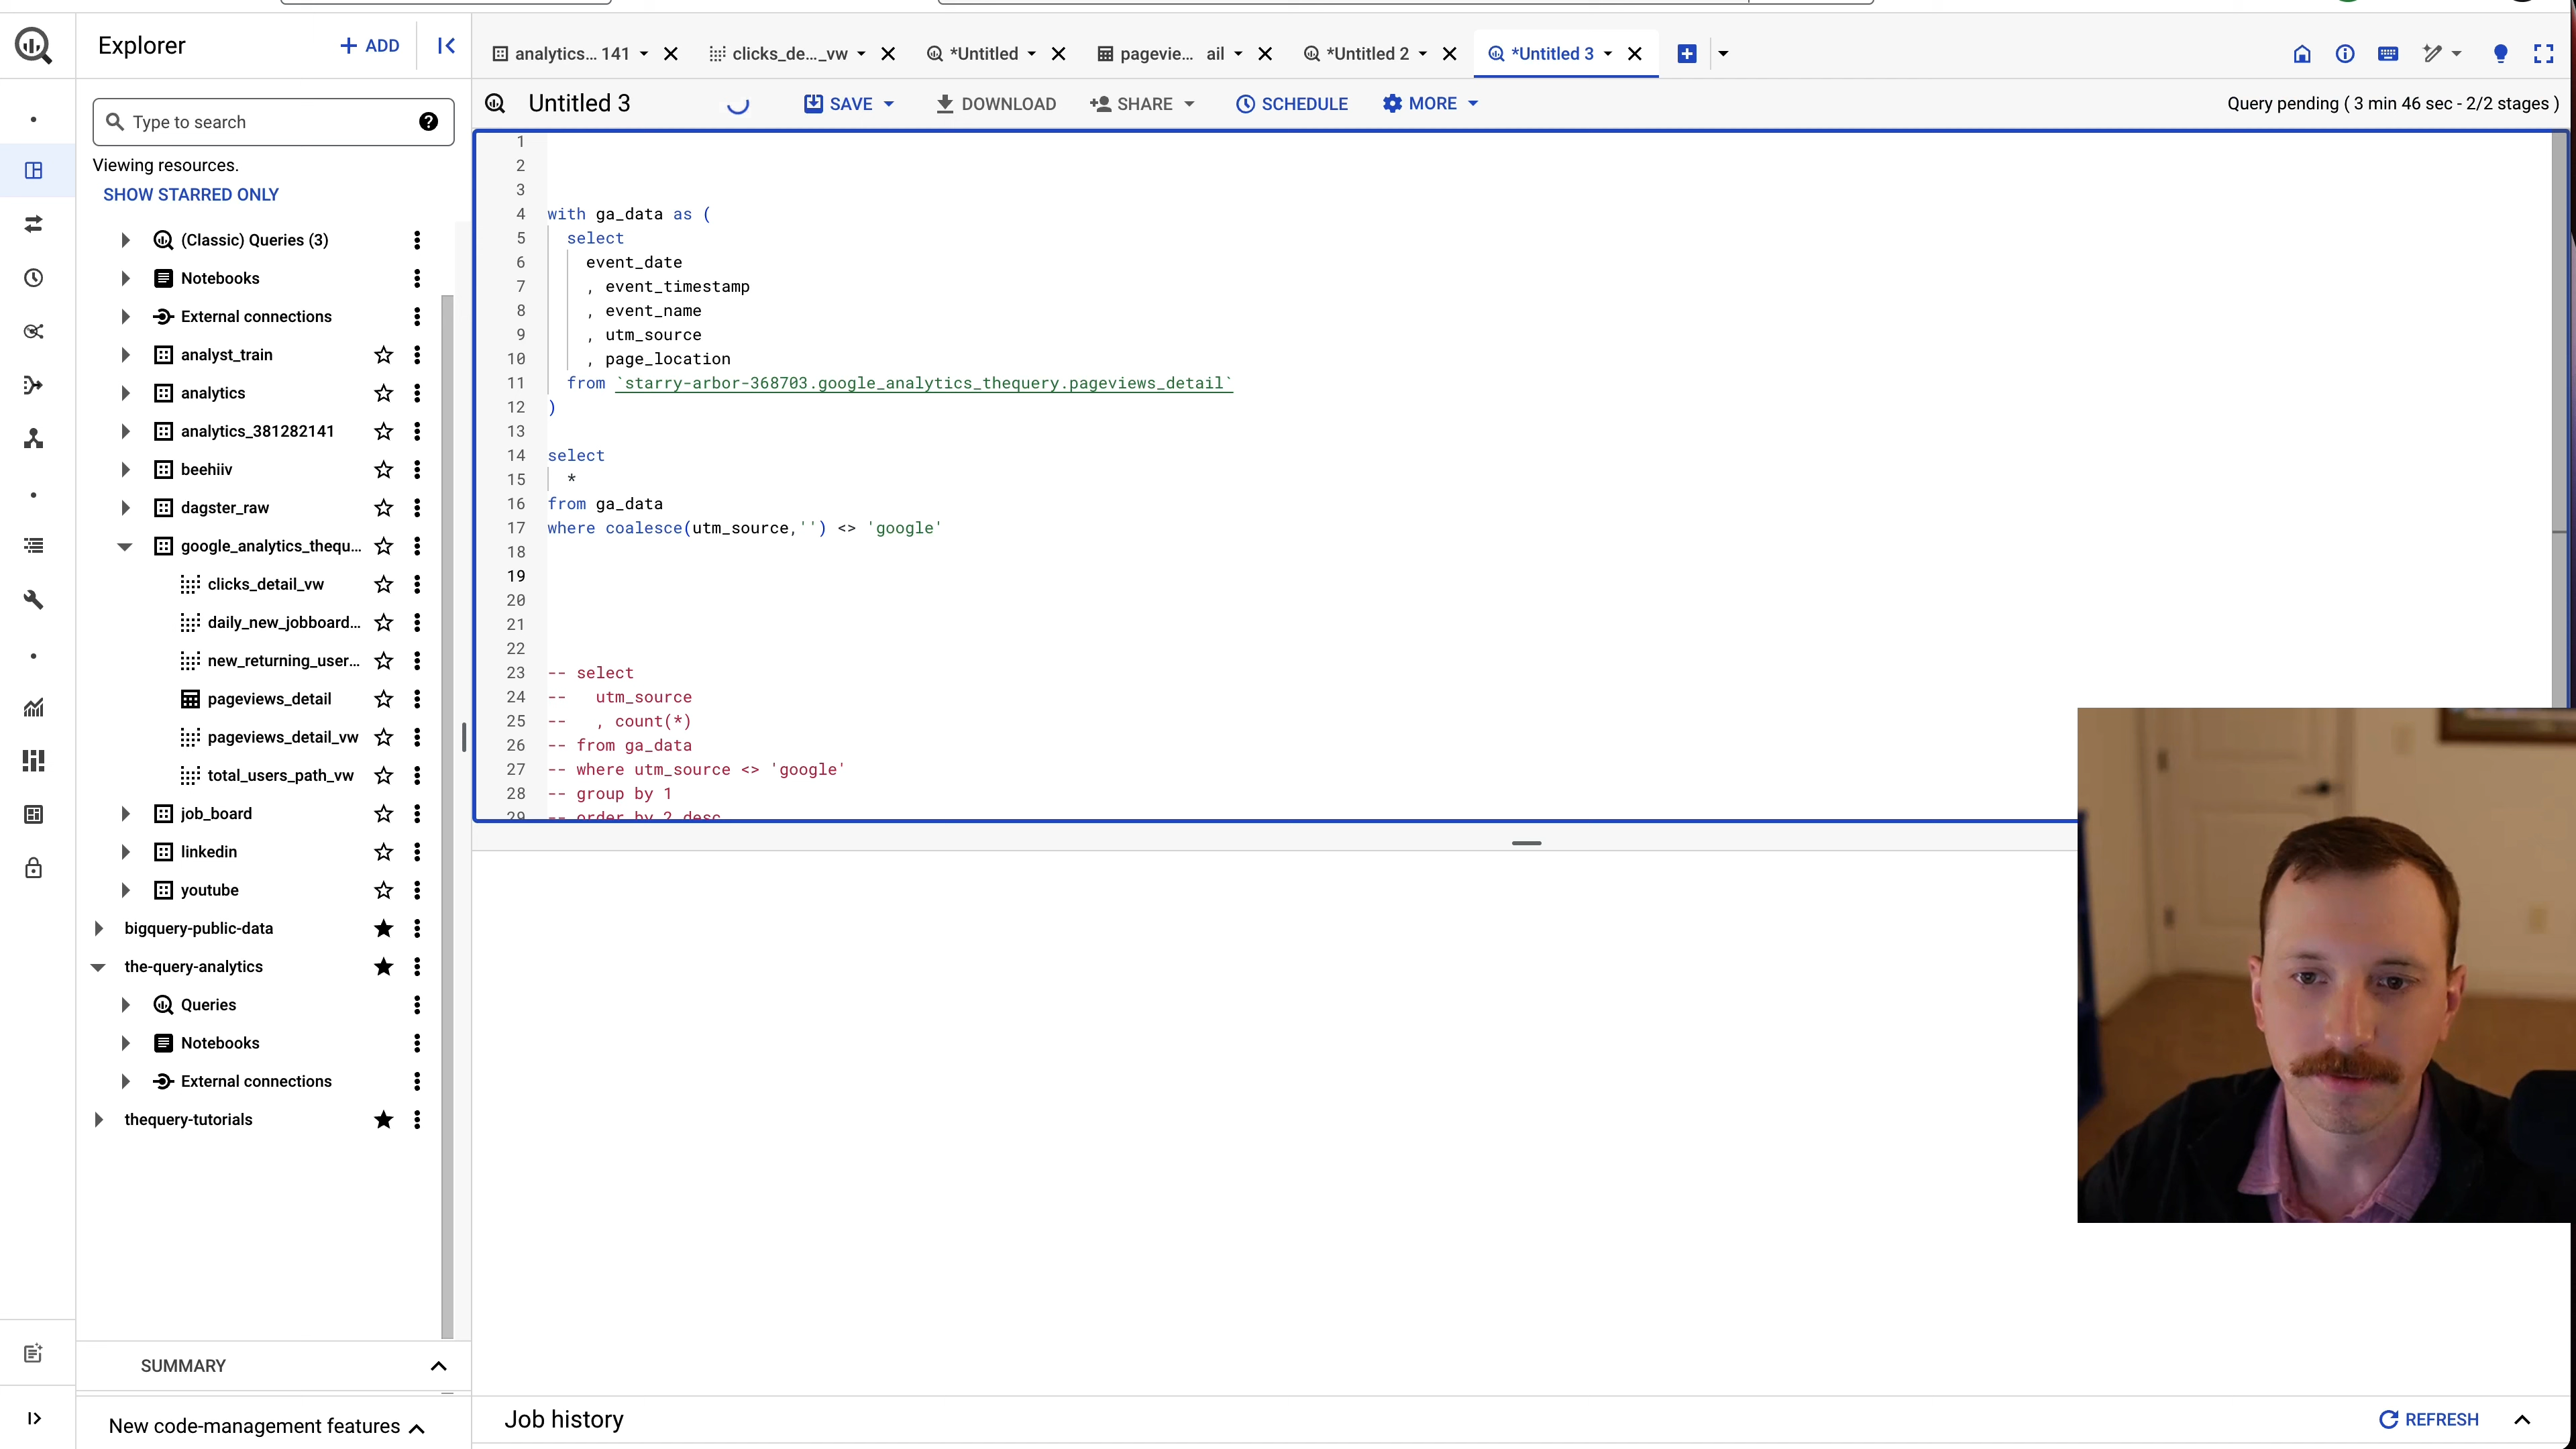 Explorer
+ ADD
analytics... 141
clicks_de..._vw
*Untitled
pagevie... ail
*Untitled 2
*Untitled 3
Untitled 3
SAVE
DOWNLOAD
SHARE
SCHEDULE
MORE
Query pending ( 3 min 46 sec - 2/2 stages )
Type to search
Viewing resources.
SHOW STARRED ONLY
(Classic) Queries (3)
Notebooks
External connections
analyst_train
analytics
analytics_381282141
beehiiv
dagster_raw
google_analytics_thequ...
clicks_detail_vw
daily_new_jobboard...
new_returning_user...
pageviews_detail
pageviews_detail_vw
total_users_path_vw
job_board
linkedin
youtube
bigquery-public-data
the-query-analytics
Queries
Notebooks
External connections
thequery-tutorials
SUMMARY
New code-management features
1
2
3
4 with ga_data as (
5 select
6 event_date
7 , event_timestamp
8 , event_name
9 , utm_source
10 , page_location
11 from `starry-arbor-368703.google_analytics_thequery.pageviews_detail`
12 )
13
14 select
15 *
16 from ga_data
17 where coalesce(utm_source,'') <> 'google'
18
19
20
21
22
23 -- select
24 -- utm_source
25 -- , count(*)
26 -- from ga_data
27 -- where utm_source <> 'google'
28 -- group by 1
29 -- order by 2 desc
Job history
REFRESH